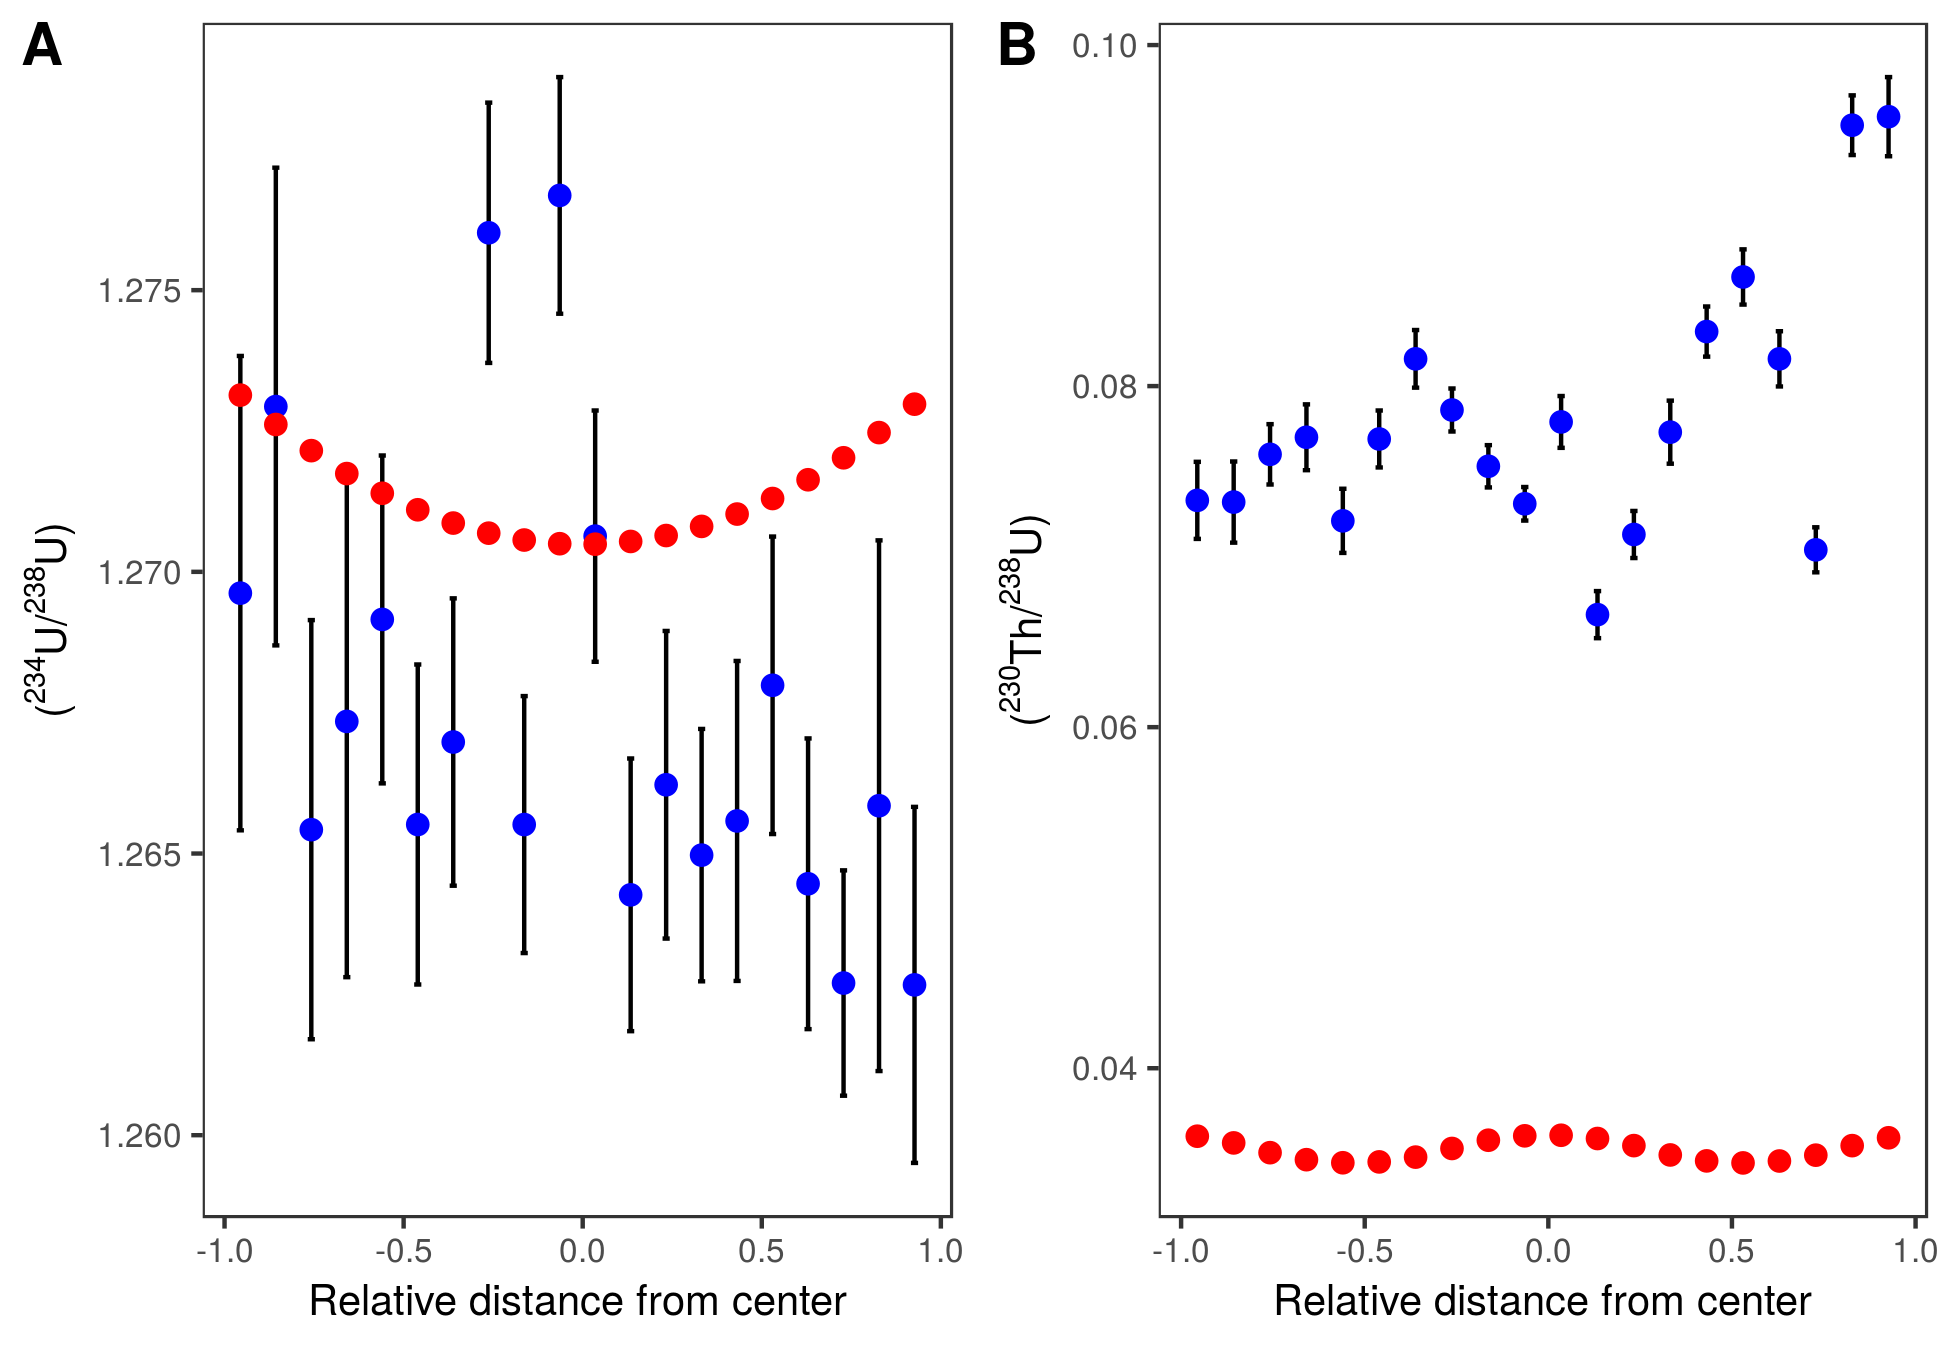 A
(²³⁴U/²³⁸U)
1.275
1.270
1.265
1.260
-1.0 -0.5 0.0 0.5 1.0
Relative distance from center
B
(²³⁰Th/²³⁸U)
0.10
0.08
0.06
0.04
-1.0 -0.5 0.0 0.5 1.0
Relative distance from center